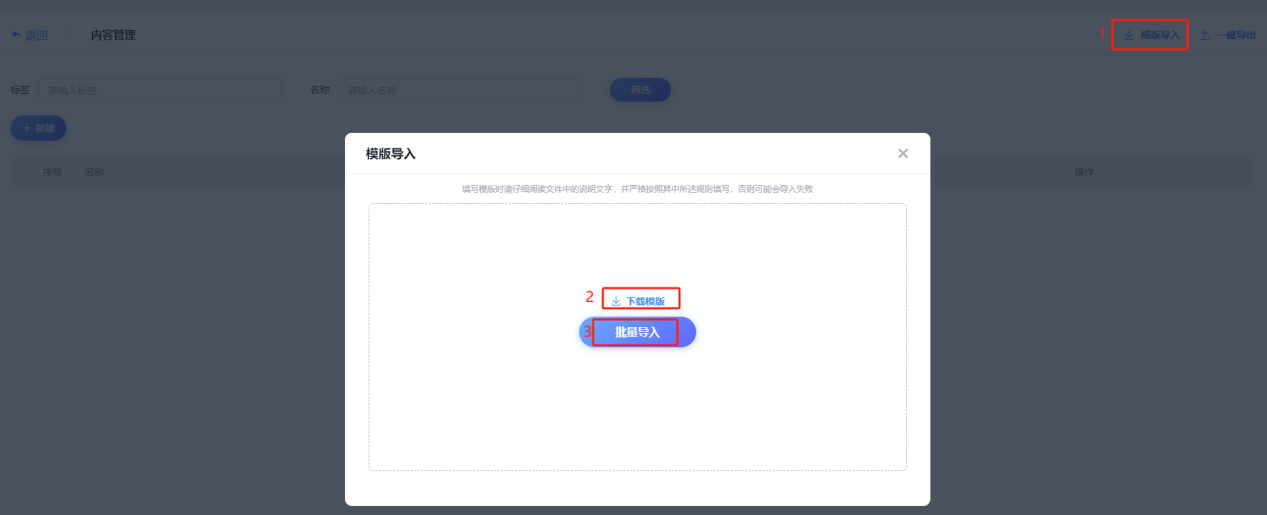 返回 内容管理 1 模版导入 一键导出
标签 请输入标签 名称 请输入名称 筛选
+ 新建
模版导入
序号 名称 操作
填写模版时请仔细阅读文件中的说明文字，并严格按照其中所述规则填写，否则可能会导入失败
2 下载模版
3 批量导入